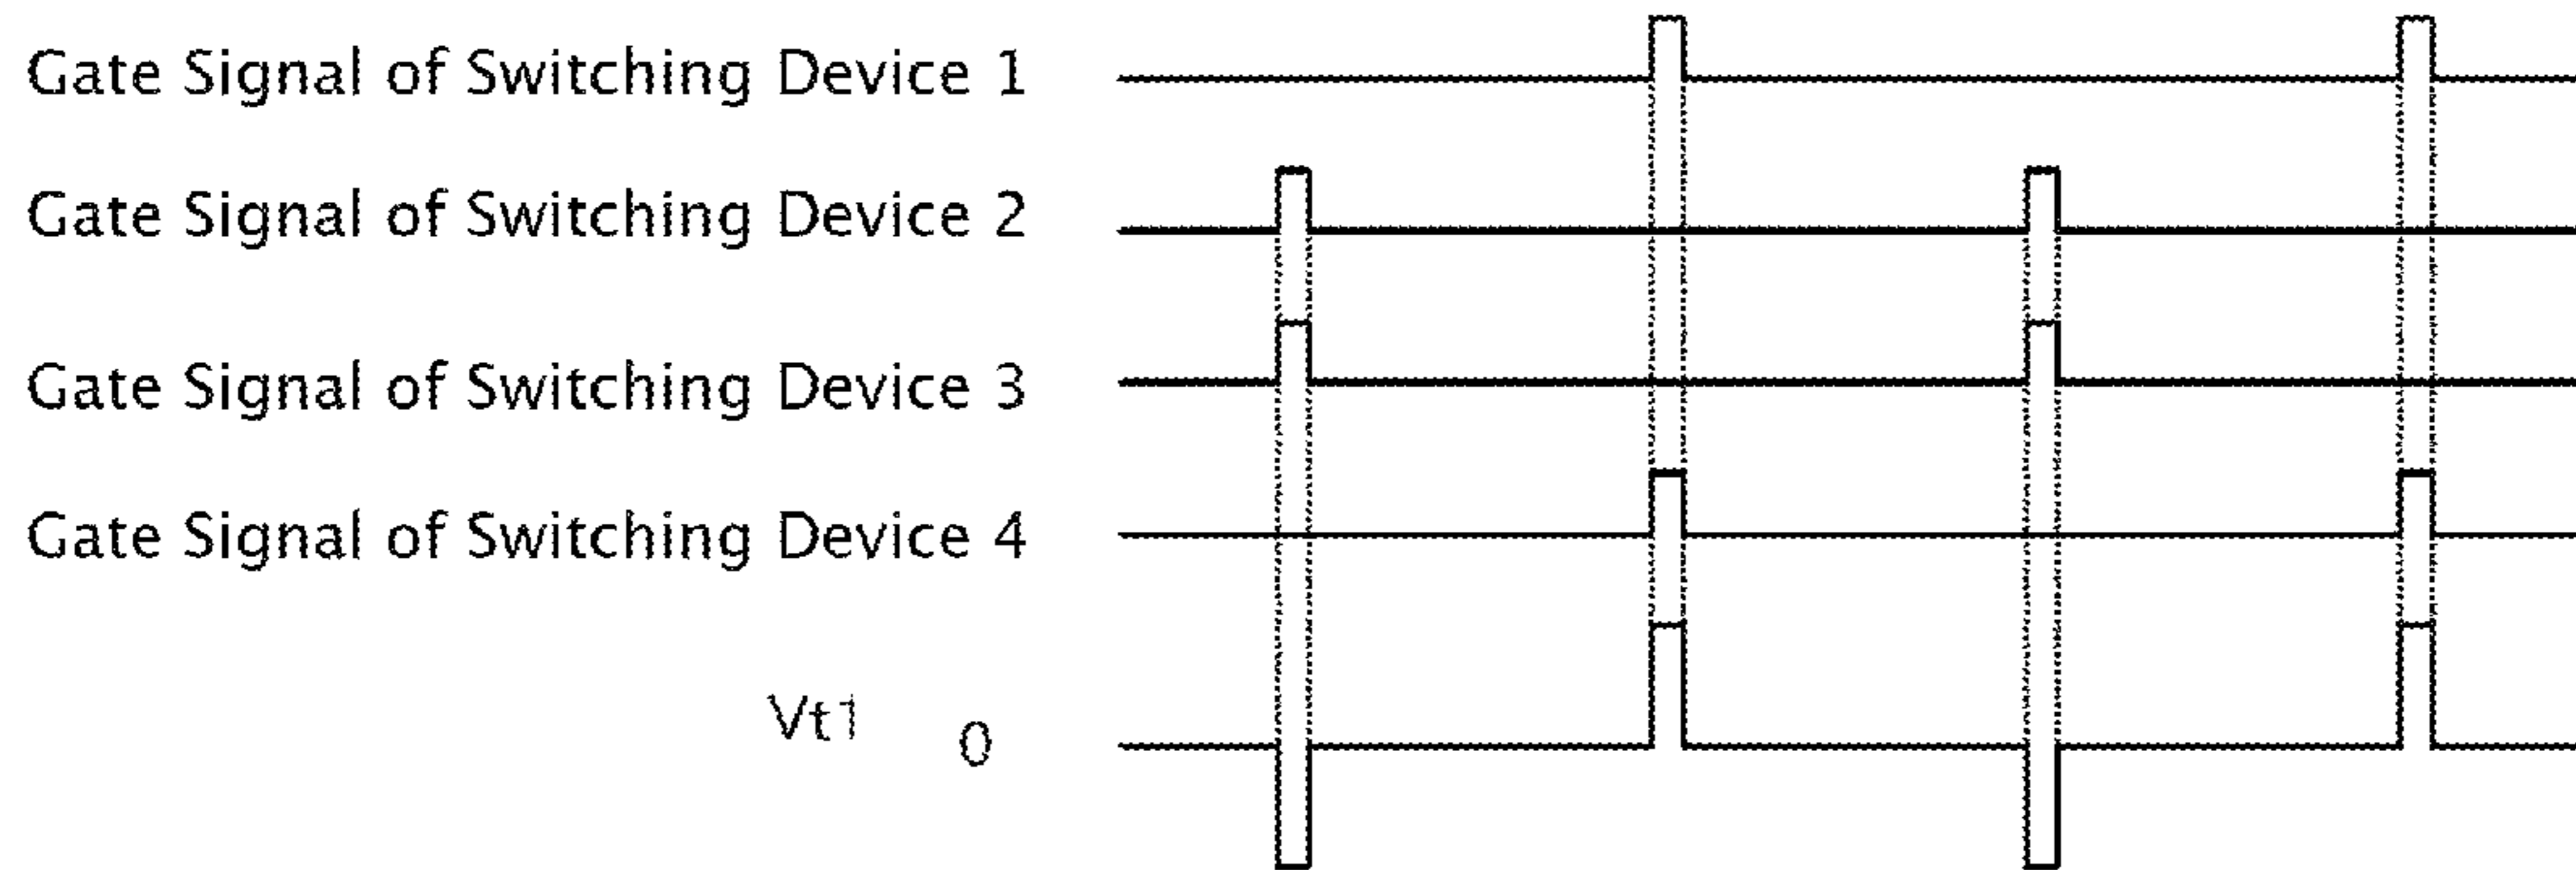 Gate Signal of Switching Device 1
Gate Signal of Switching Device 2
Gate Signal of Switching Device 3
Gate Signal of Switching Device 4
Vt1
0